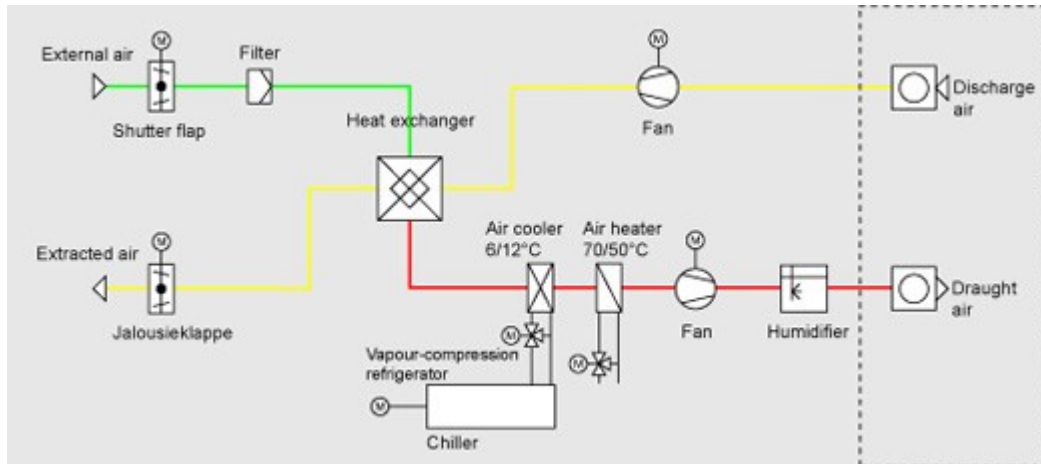 M
M
External air
Filter
Discharge
air
Shutter flap
Heat exchanger
Fan
M
Extracted air
Air cooler
6/12°C
Air heater
70/50°C
M
Draught
air
Jalousieklappe
Fan
Humidifier
M
M
Vapour-compression
refrigerator
M
Chiller